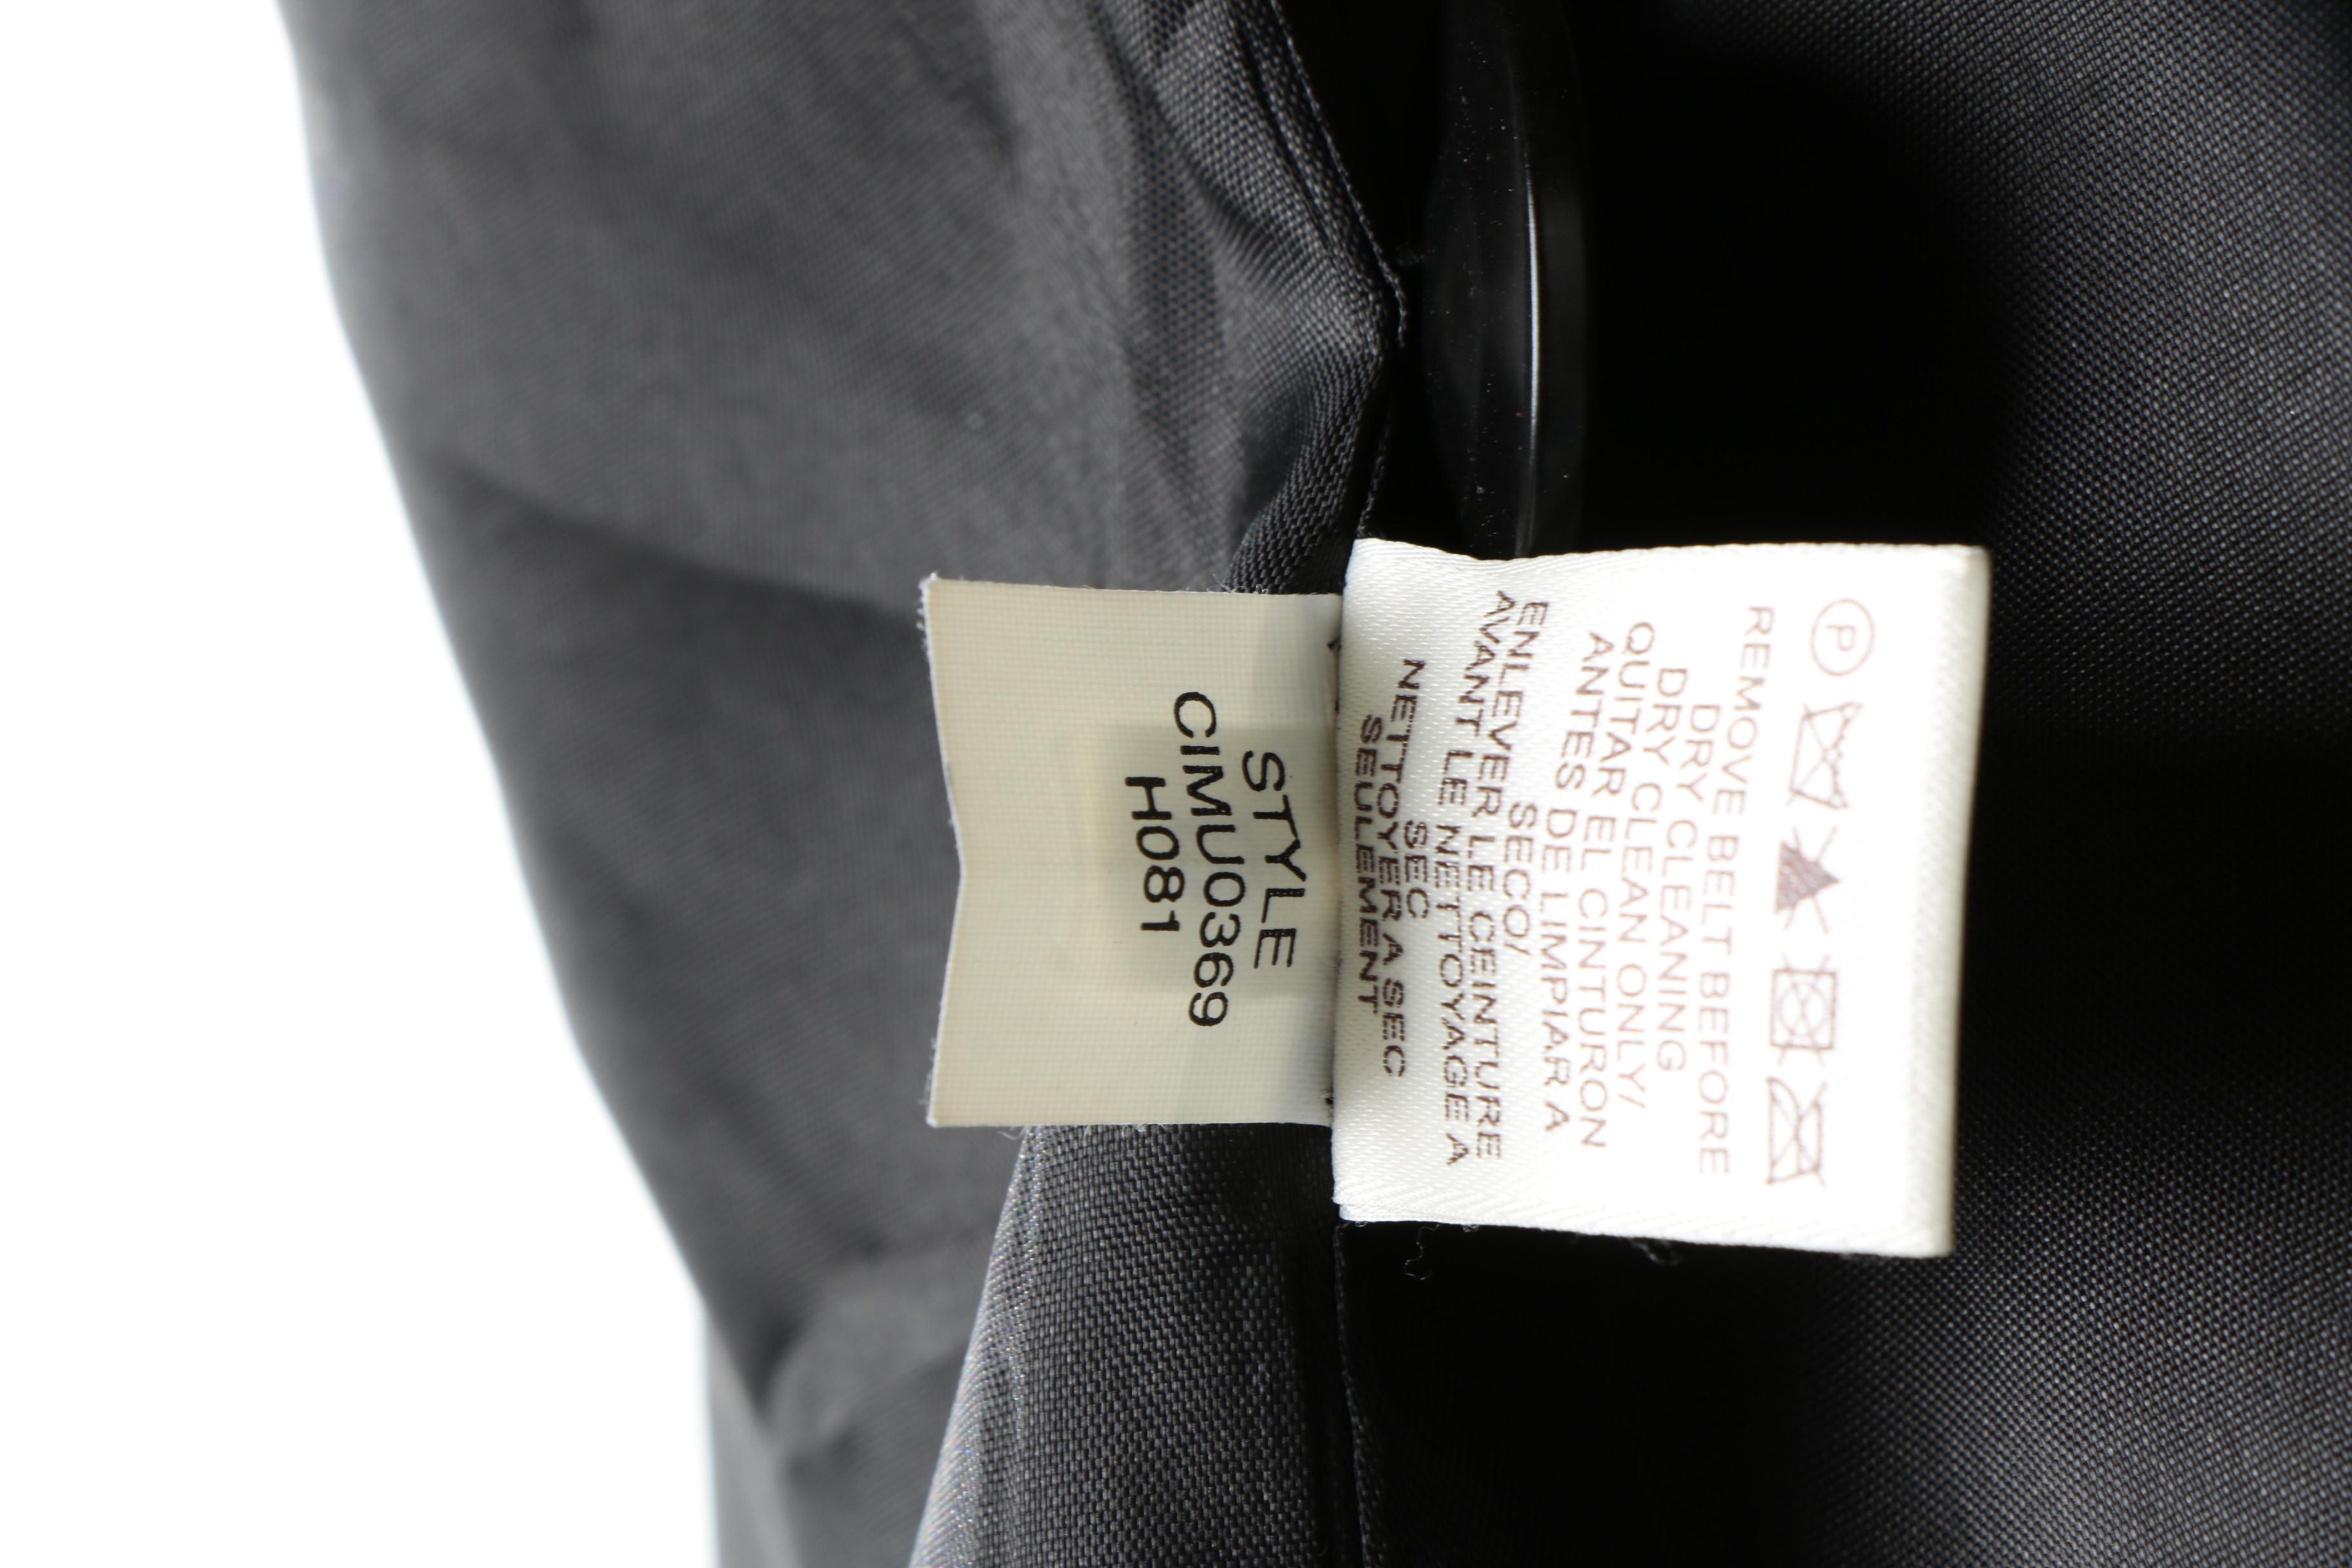 P
REMOVE BELT BEFORE
DRY CLEANING
DRY CLEAN ONLY/
QUITAR EL CINTURON
ANTES DE LIMPIAR A
SECO/
ENLEVER LE CEINTURE
AVANT LE NETTOYAGE A
SEC
NETTOYER A SEC
SEULEMENT
STYLE
CIMU0369
H081